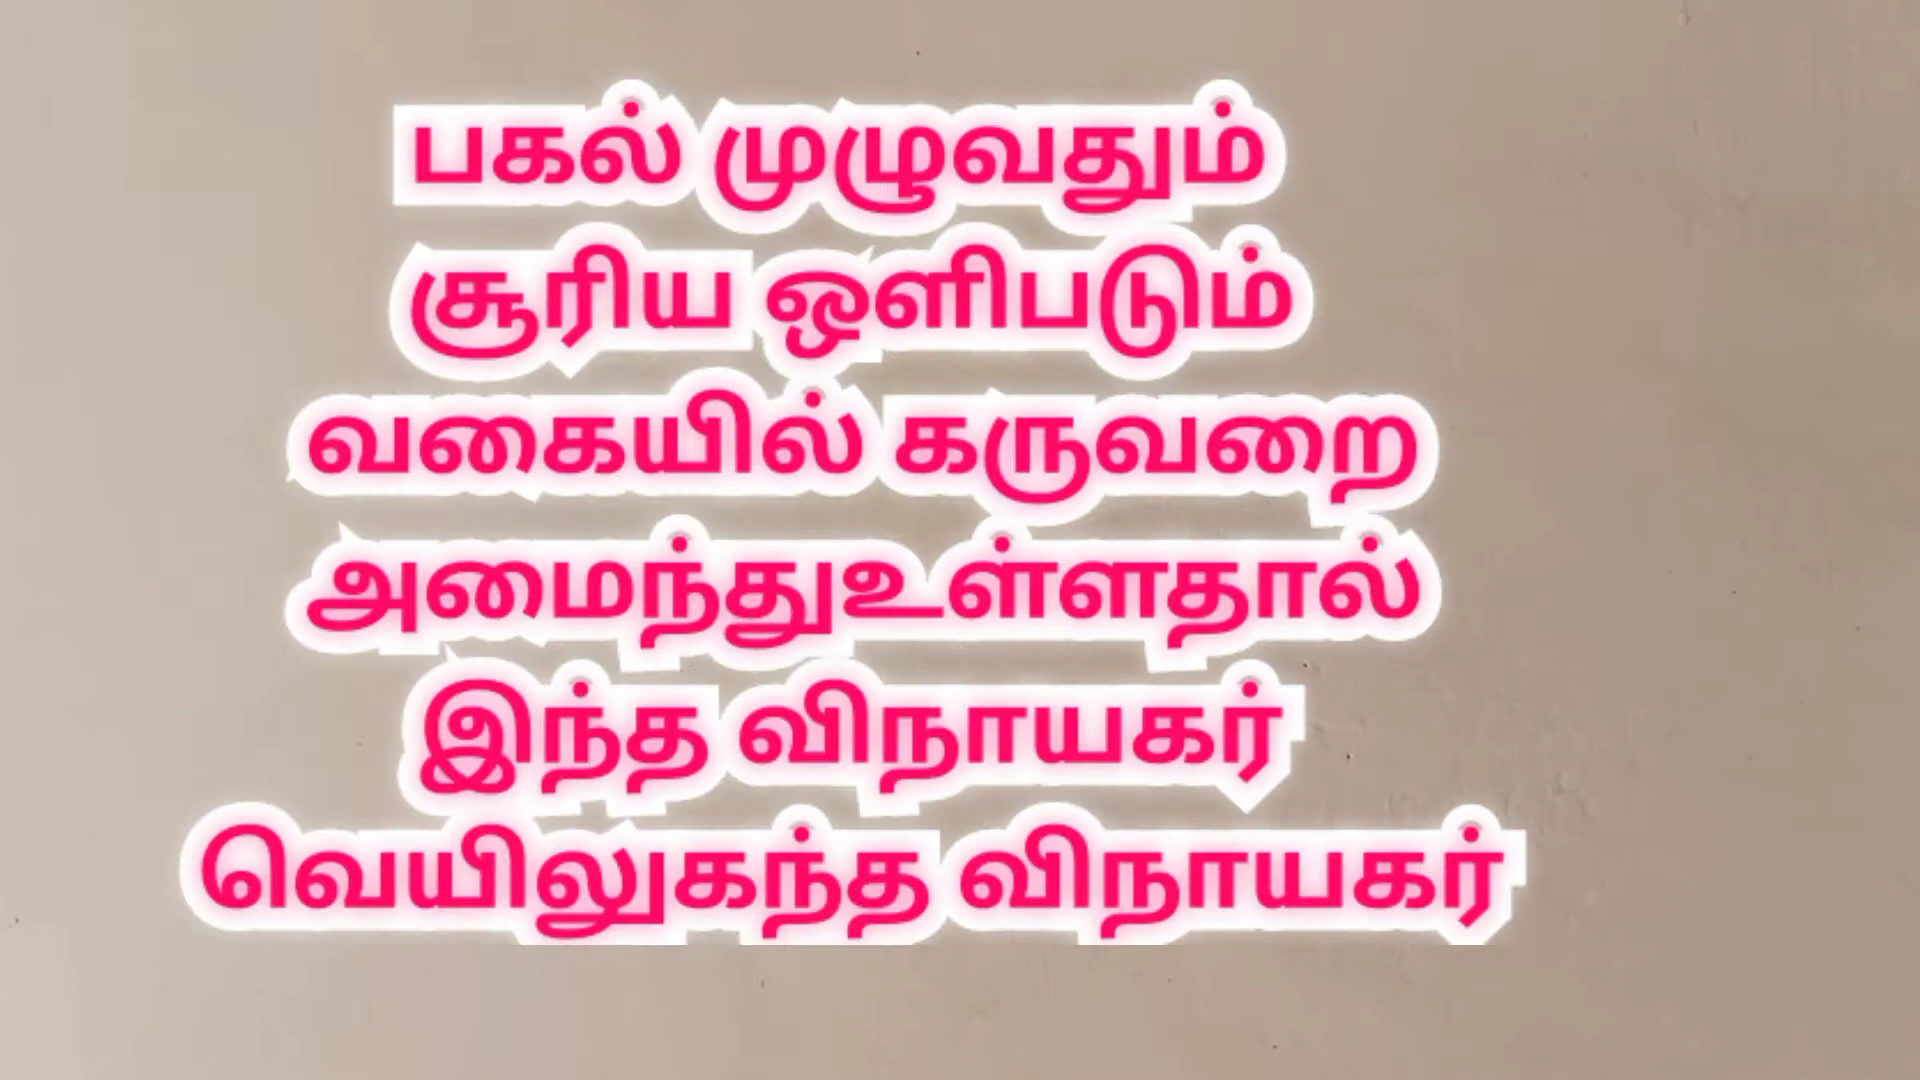 பகல் முழுவதும்
சூரிய ஒளிபடும்
வகையில் கருவறை
அமைந்துஉள்ளதால்
இந்த விநாயகர்
வெயிலுகந்த விநாயகர்